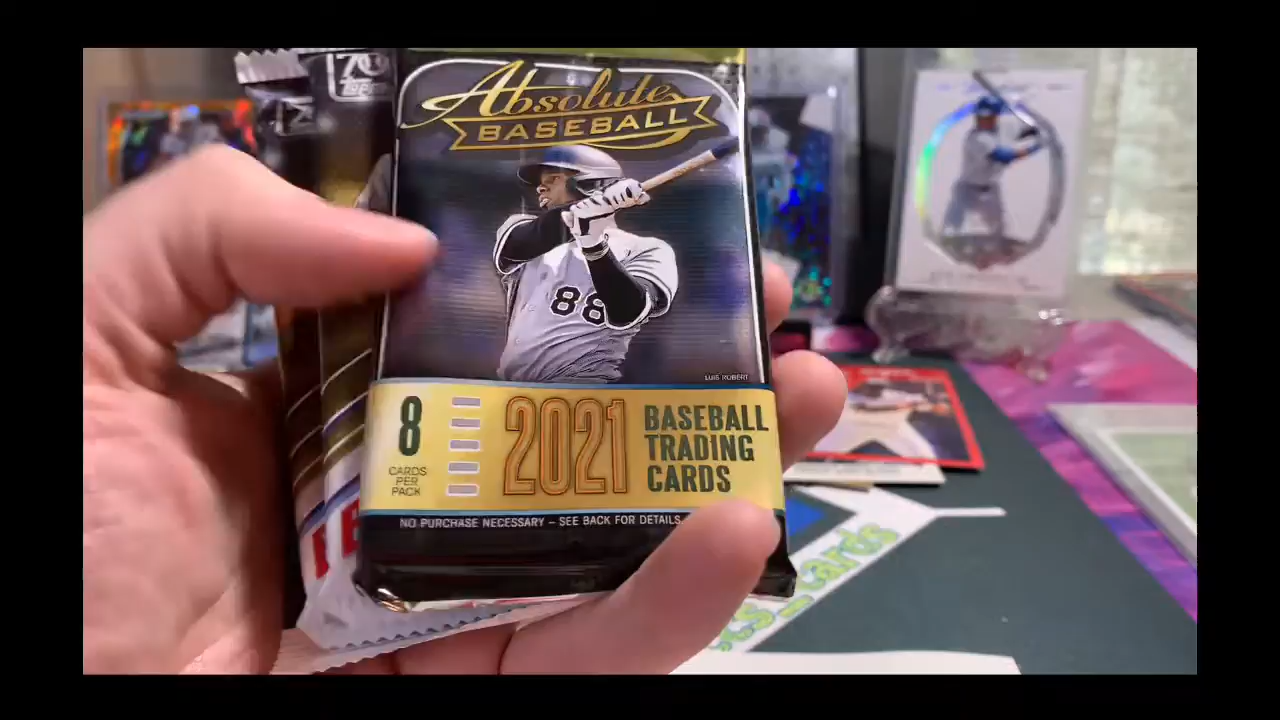 70
TOPPS
Absolute
BASEBALL
88
LUIS ROBERT
8
CARDS
PER
PACK
2021
BASEBALL
TRADING
CARDS
NO PURCHASE NECESSARY – SEE BACK FOR DETAILS.
cards